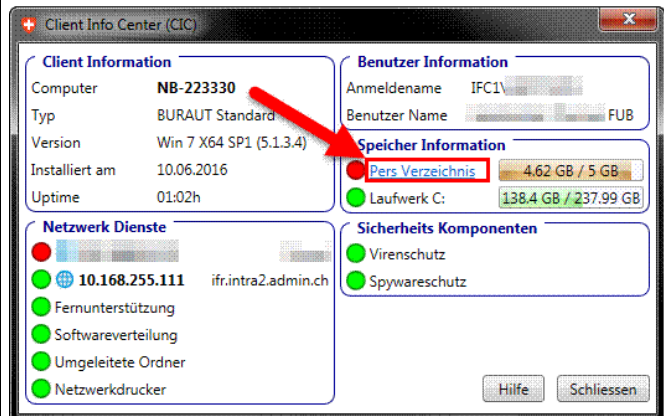 Client Info Center (CIC)
Client Information
Computer NB-223330
Typ BURAUT Standard
Version Win 7 X64 SP1 (5.1.3.4)
Installiert am 10.06.2016
Uptime 01:02h
Benutzer Information
Anmeldename IFC1\
Benutzer Name FUB
Speicher Information
Pers Verzeichnis 4.62 GB / 5 GB
Laufwerk C: 138.4 GB / 237.99 GB
Netzwerk Dienste
10.168.255.111 ifr.intra2.admin.ch
Fernunterstützung
Softwareverteilung
Umgeleitete Ordner
Netzwerkdrucker
Sicherheits Komponenten
Virenschutz
Spywareschutz
Hilfe Schliessen